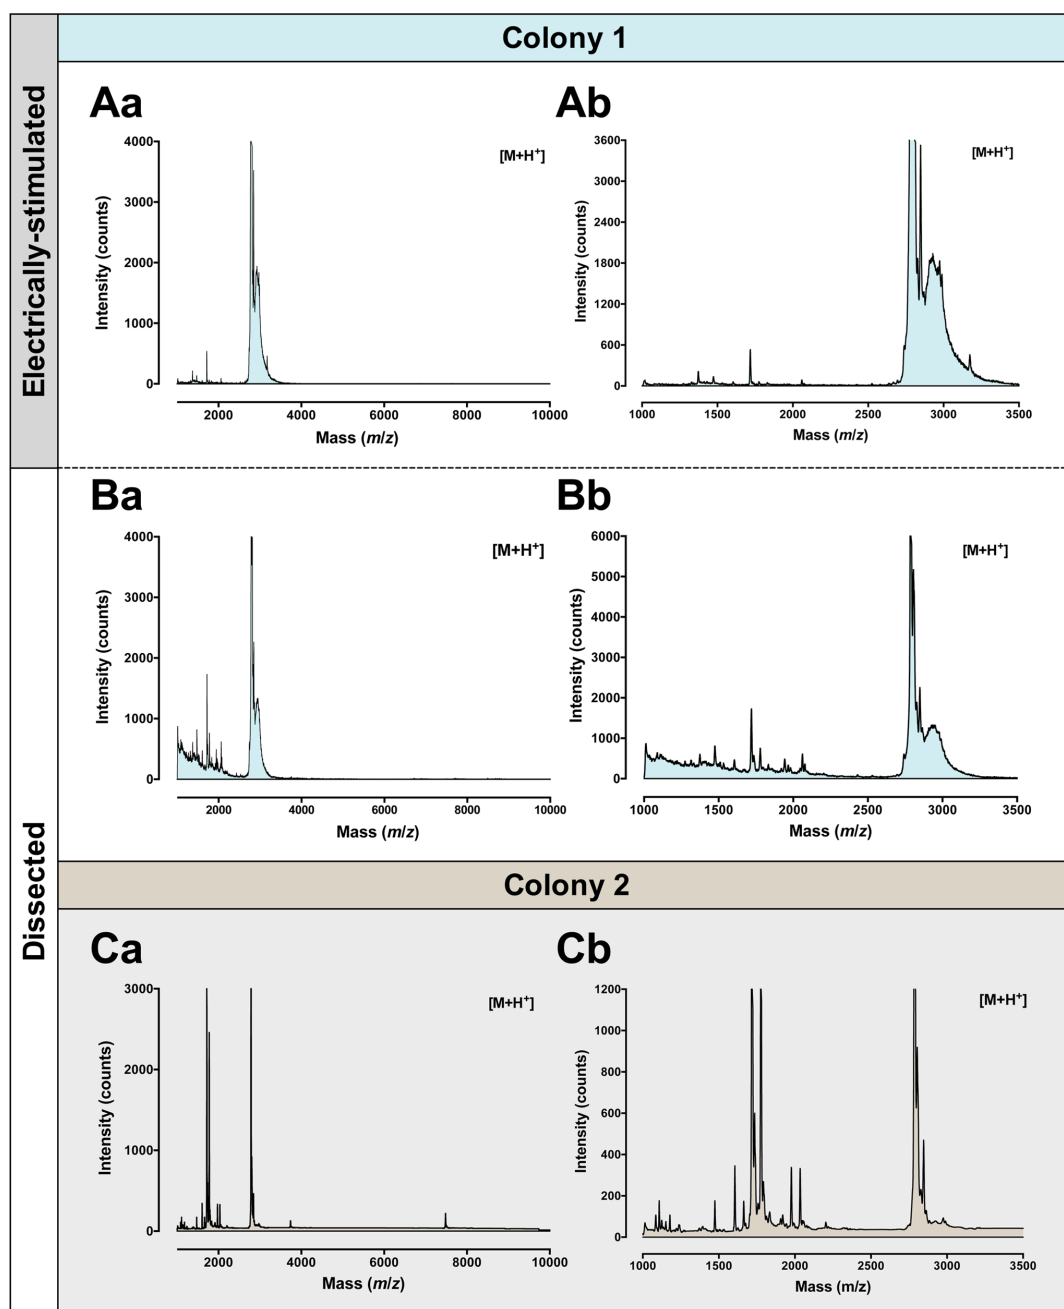 Colony 1
Electrically-stimulated
Aa
4000
3000
2000
1000
0
Intensity (counts)
[M+H⁺]
2000 4000 6000 8000 10000
Mass (m/z)
Ab
3600
3000
2400
1800
1200
600
0
Intensity (counts)
[M+H⁺]
1000 1500 2000 2500 3000 3500
Mass (m/z)
Dissected
Ba
4000
3000
2000
1000
0
Intensity (counts)
[M+H⁺]
2000 4000 6000 8000 10000
Mass (m/z)
Bb
6000
5000
4000
3000
2000
1000
0
Intensity (counts)
[M+H⁺]
1000 1500 2000 2500 3000 3500
Mass (m/z)
Colony 2
Ca
3000
2000
1000
0
Intensity (counts)
[M+H⁺]
2000 4000 6000 8000 10000
Mass (m/z)
Cb
1200
1000
800
600
400
200
0
Intensity (counts)
[M+H⁺]
1000 1500 2000 2500 3000 3500
Mass (m/z)